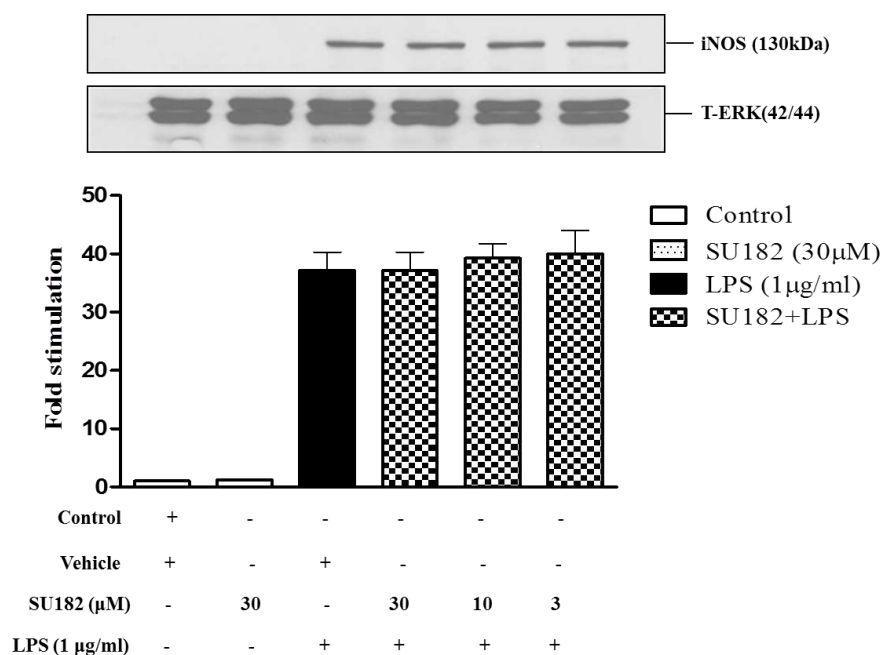 iNOS (130kDa)
T-ERK(42/44)
50
40
30
20
10
0
Fold stimulation
Control
SU182 (30µM)
LPS (1µg/ml)
SU182+LPS
Control + - - - - -
Vehicle + - + - - -
SU182 (µM) - 30 - 30 10 3
LPS (1 µg/ml) - - + + + +